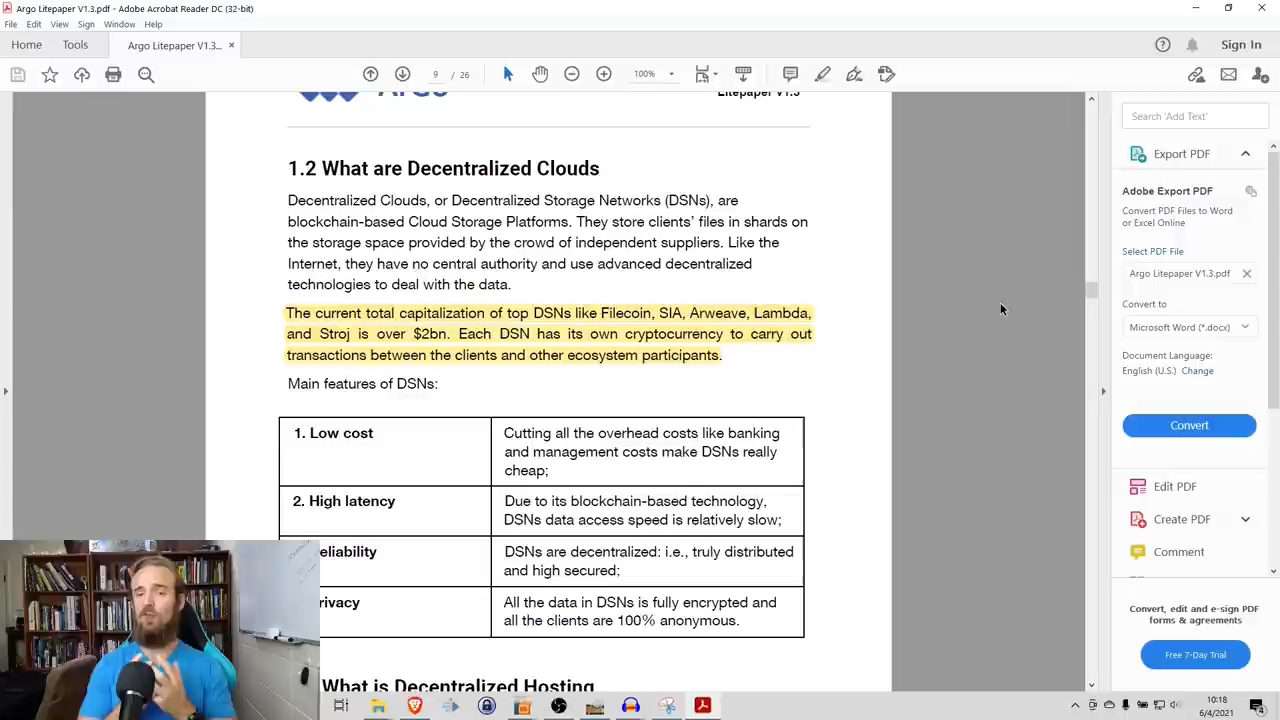 Argo Litepaper V1.3.pdf - Adobe Acrobat Reader DC (32-bit)
File Edit View Sign Window Help
Home Tools Argo Litepaper V1.3... × Sign In
9 / 26 100%
Argo Litepaper V1.3
1.2 What are Decentralized Clouds
Decentralized Clouds, or Decentralized Storage Networks (DSNs), are
blockchain-based Cloud Storage Platforms. They store clients’ files in shards on
the storage space provided by the crowd of independent suppliers. Like the
Internet, they have no central authority and use advanced decentralized
technologies to deal with the data.
The current total capitalization of top DSNs like Filecoin, SIA, Arweave, Lambda,
and Stroj is over $2bn. Each DSN has its own cryptocurrency to carry out
transactions between the clients and other ecosystem participants.
Main features of DSNs:
1. Low cost
Cutting all the overhead costs like banking
and management costs make DSNs really
cheap;
2. High latency
Due to its blockchain-based technology,
DSNs data access speed is relatively slow;
eliability
DSNs are decentralized: i.e., truly distributed
and high secured;
rivacy
All the data in DSNs is fully encrypted and
all the clients are 100% anonymous.
What is Decentralized Hosting
Search 'Add Text'
Export PDF
Adobe Export PDF
Convert PDF Files to Word
or Excel Online
Select PDF File
Argo Litepaper V1.3.pdf
Convert to
Microsoft Word (*.docx)
Document Language:
English (U.S.) Change
Convert
Edit PDF
Create PDF
Comment
Convert, edit and e-sign PDF
forms & agreements
Free 7-Day Trial
10:18
6/4/2021
4